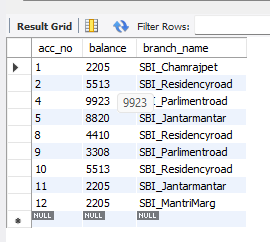 Result Grid Filter Rows:
acc_no balance branch_name
1 2205 SBI_Chamrajpet
2 5513 SBI_Residencyroad
4 9923 SBI_Parlimentroad
9923
5 8820 SBI_Jantarmantar
8 4410 SBI_Residencyroad
9 3308 SBI_Parlimentroad
10 5513 SBI_Residencyroad
11 2205 SBI_Jantarmantar
12 2205 SBI_MantriMarg
NULL NULL NULL